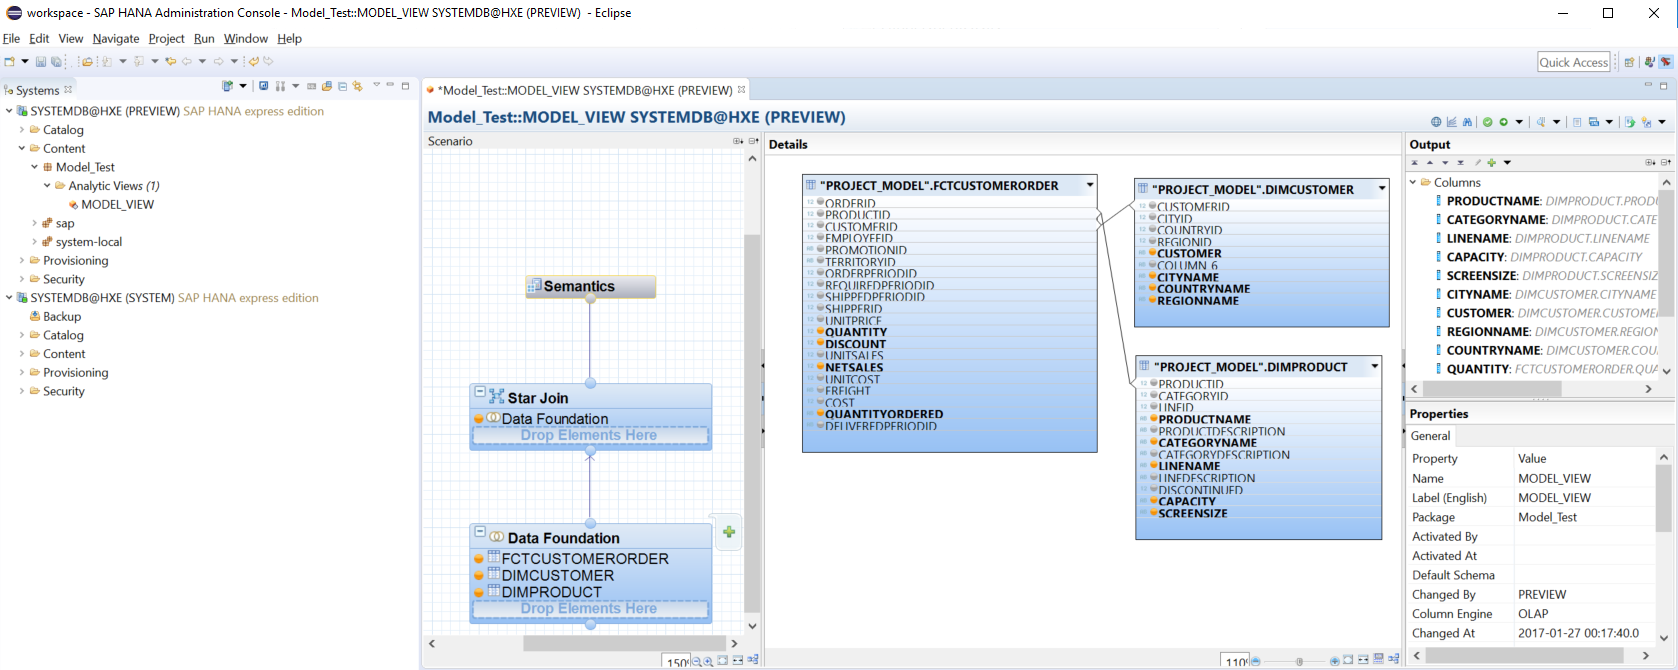 workspace - SAP HANA Administration Console - Model_Test::MODEL_VIEW SYSTEMDB@HXE (PREVIEW) - Eclipse
File Edit View Navigate Project Run Window Help
Quick Access
Systems
SYSTEMDB@HXE (PREVIEW) SAP HANA express edition
Catalog
Content
Model_Test
Analytic Views (1)
MODEL_VIEW
sap
system-local
Provisioning
Security
SYSTEMDB@HXE (SYSTEM) SAP HANA express edition
Backup
Catalog
Content
Provisioning
Security
*Model_Test::MODEL_VIEW SYSTEMDB@HXE (PREVIEW)
Model_Test::MODEL_VIEW SYSTEMDB@HXE (PREVIEW)
Scenario
Semantics
Star Join
Data Foundation
Drop Elements Here
Data Foundation
FCTCUSTOMERORDER
DIMCUSTOMER
DIMPRODUCT
Drop Elements Here
150%
Details
"PROJECT_MODEL".FCTCUSTOMERORDER
ORDERID
PRODUCTID
CUSTOMERID
EMPLOYEEID
PROMOTIONID
TERRITORYID
ORDERPERIODID
REQUIREDPERIODID
SHIPPEDPERIODID
SHIPPERID
UNITPRICE
QUANTITY
DISCOUNT
UNITSALES
NETSALES
UNITCOST
FREIGHT
COST
QUANTITYORDERED
DELIVEREDPERIODID
"PROJECT_MODEL".DIMCUSTOMER
CUSTOMERID
CITYID
COUNTRYID
REGIONID
CUSTOMER
COLUMN_6
CITYNAME
COUNTRYNAME
REGIONNAME
"PROJECT_MODEL".DIMPRODUCT
PRODUCTID
CATEGORYID
LINEID
PRODUCTNAME
PRODUCTDESCRIPTION
CATEGORYNAME
CATEGORYDESCRIPTION
LINENAME
LINEDESCRIPTION
DISCONTINUED
CAPACITY
SCREENSIZE
110%
Output
Columns
PRODUCTNAME: DIMPRODUCT.PRODU
CATEGORYNAME: DIMPRODUCT.CATE
LINENAME: DIMPRODUCT.LINENAME
CAPACITY: DIMPRODUCT.CAPACITY
SCREENSIZE: DIMPRODUCT.SCREENSIZ
CITYNAME: DIMCUSTOMER.CITYNAME
CUSTOMER: DIMCUSTOMER.CUSTOME
REGIONNAME: DIMCUSTOMER.REGION
COUNTRYNAME: DIMCUSTOMER.COU
QUANTITY: FCTCUSTOMERORDER.QUA
Properties
General
Property Value
Name MODEL_VIEW
Label (English) MODEL_VIEW
Package Model_Test
Activated By
Activated At
Default Schema
Changed By PREVIEW
Column Engine OLAP
Changed At 2017-01-27 00:17:40.0